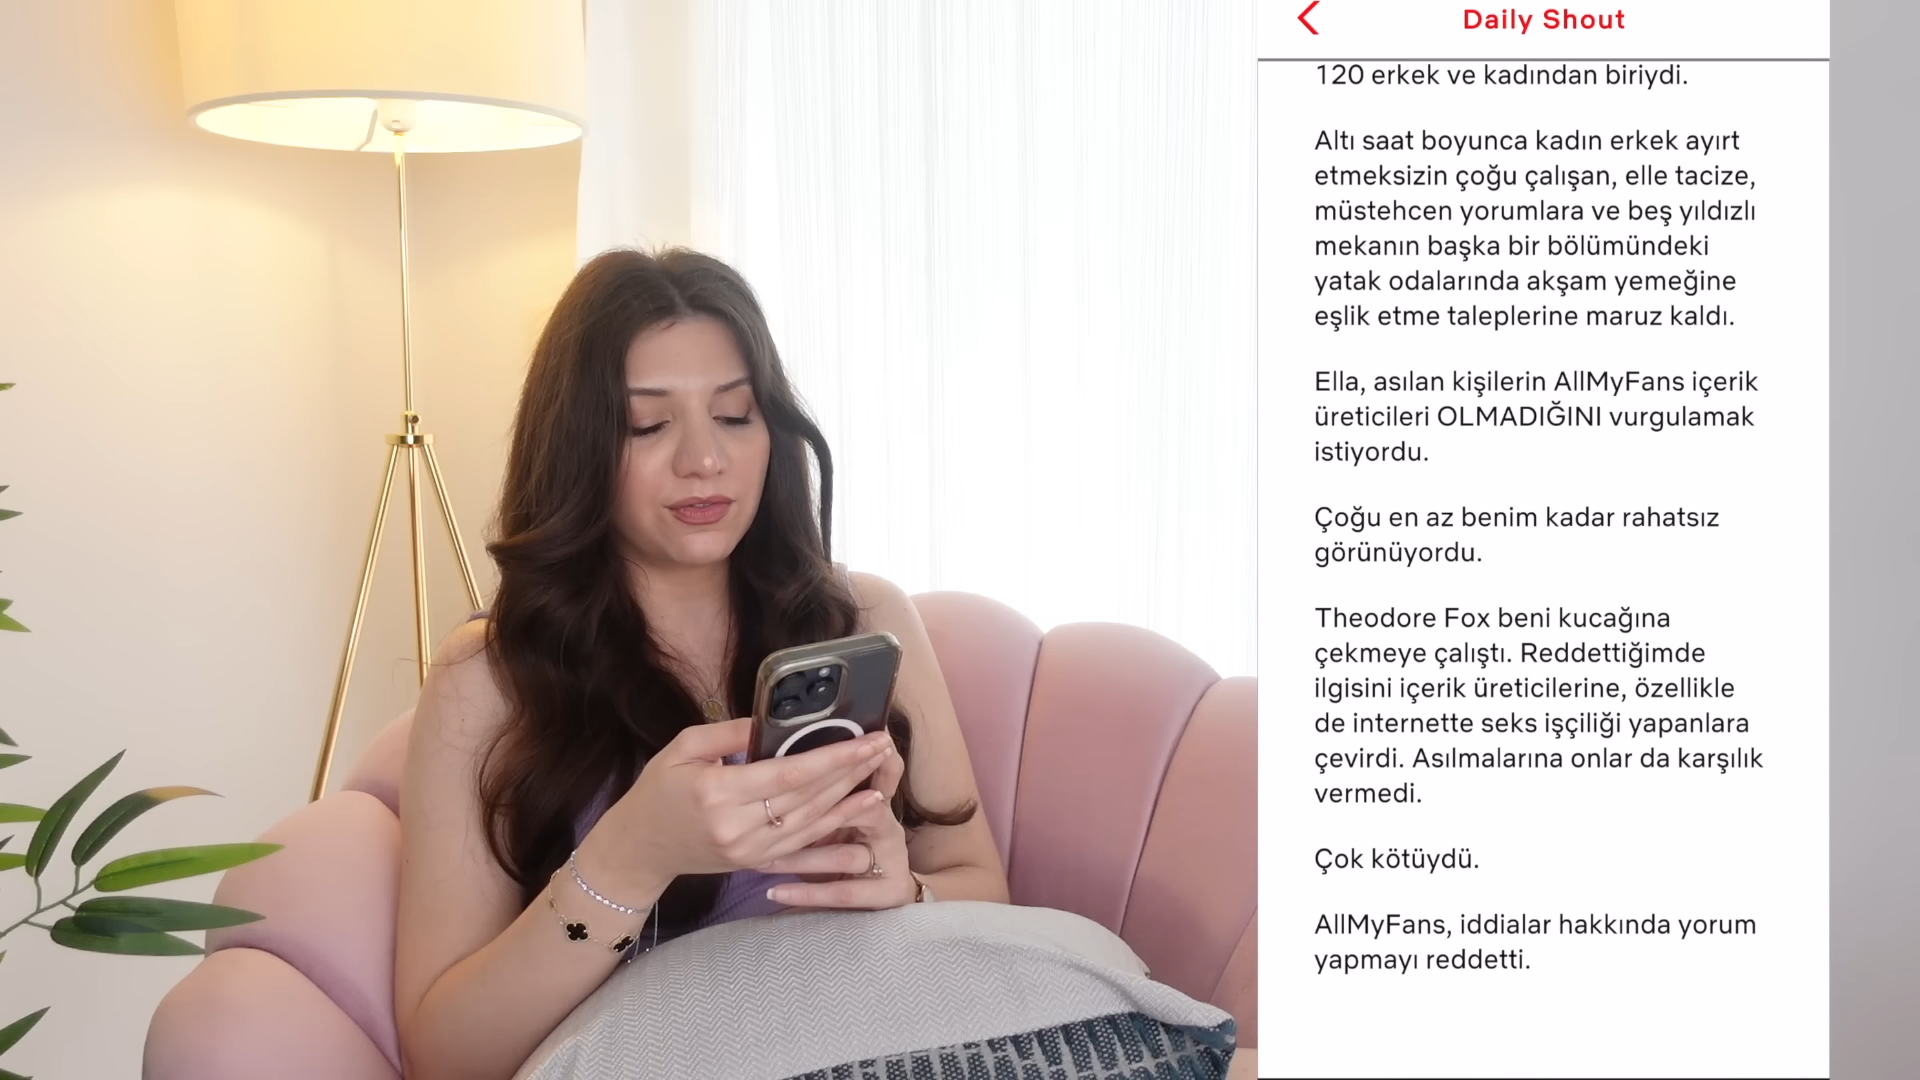 Daily Shout
120 erkek ve kadından biriydi.
Altı saat boyunca kadın erkek ayırt
etmeksizin çoğu çalışan, elle tacize,
müstehcen yorumlara ve beş yıldızlı
mekanın başka bir bölümündeki
yatak odalarında akşam yemeğine
eşlik etme taleplerine maruz kaldı.
Ella, asılan kişilerin AllMyFans içerik
üreticileri OLMADIĞINI vurgulamak
istiyordu.
Çoğu en az benim kadar rahatsız
görünüyordu.
Theodore Fox beni kucağına
çekmeye çalıştı. Reddettiğimde
ilgisini içerik üreticilerine, özellikle
de internette seks işçiliği yapanlara
çevirdi. Asılmalarına onlar da karşılık
vermedi.
Çok kötüydü.
AllMyFans, iddialar hakkında yorum
yapmayı reddetti.